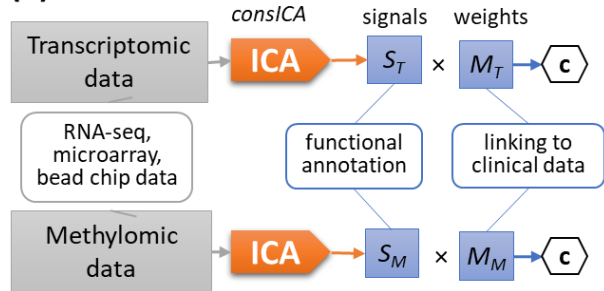 consICA
signals
weights
Transcriptomic
data
ICA
S_T × M_T
c
RNA-seq,
microarray,
bead chip data
functional
annotation
linking to
clinical data
Methylomic
data
ICA
S_M × M_M
c